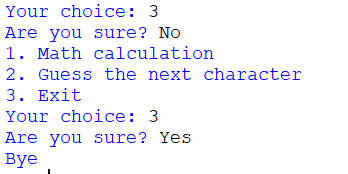 Your choice: 3
Are you sure? No
1. Math calculation
2. Guess the next character
3. Exit
Your choice: 3
Are you sure? Yes
Bye